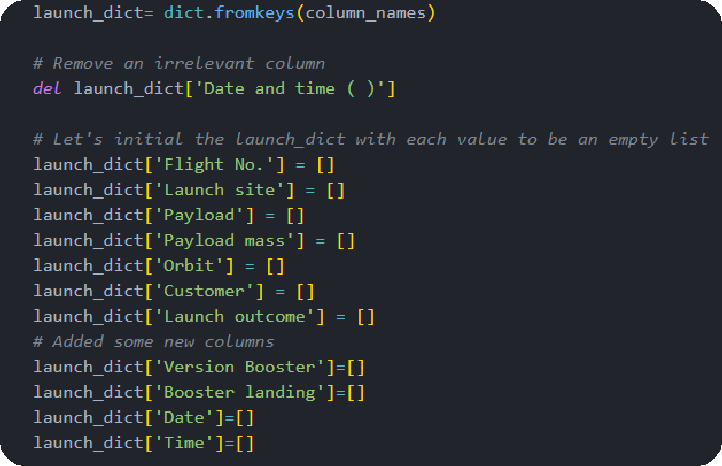 launch_dict= dict.fromkeys(column_names)
# Remove an irrelevant column
del launch_dict['Date and time ( )']
# Let's initial the launch_dict with each value to be an empty list
launch_dict['Flight No.'] = []
launch_dict['Launch site'] = []
launch_dict['Payload'] = []
launch_dict['Payload mass'] = []
launch_dict['Orbit'] = []
launch_dict['Customer'] = []
launch_dict['Launch outcome'] = []
# Added some new columns
launch_dict['Version Booster']=[]
launch_dict['Booster landing']=[]
launch_dict['Date']=[]
launch_dict['Time']=[]